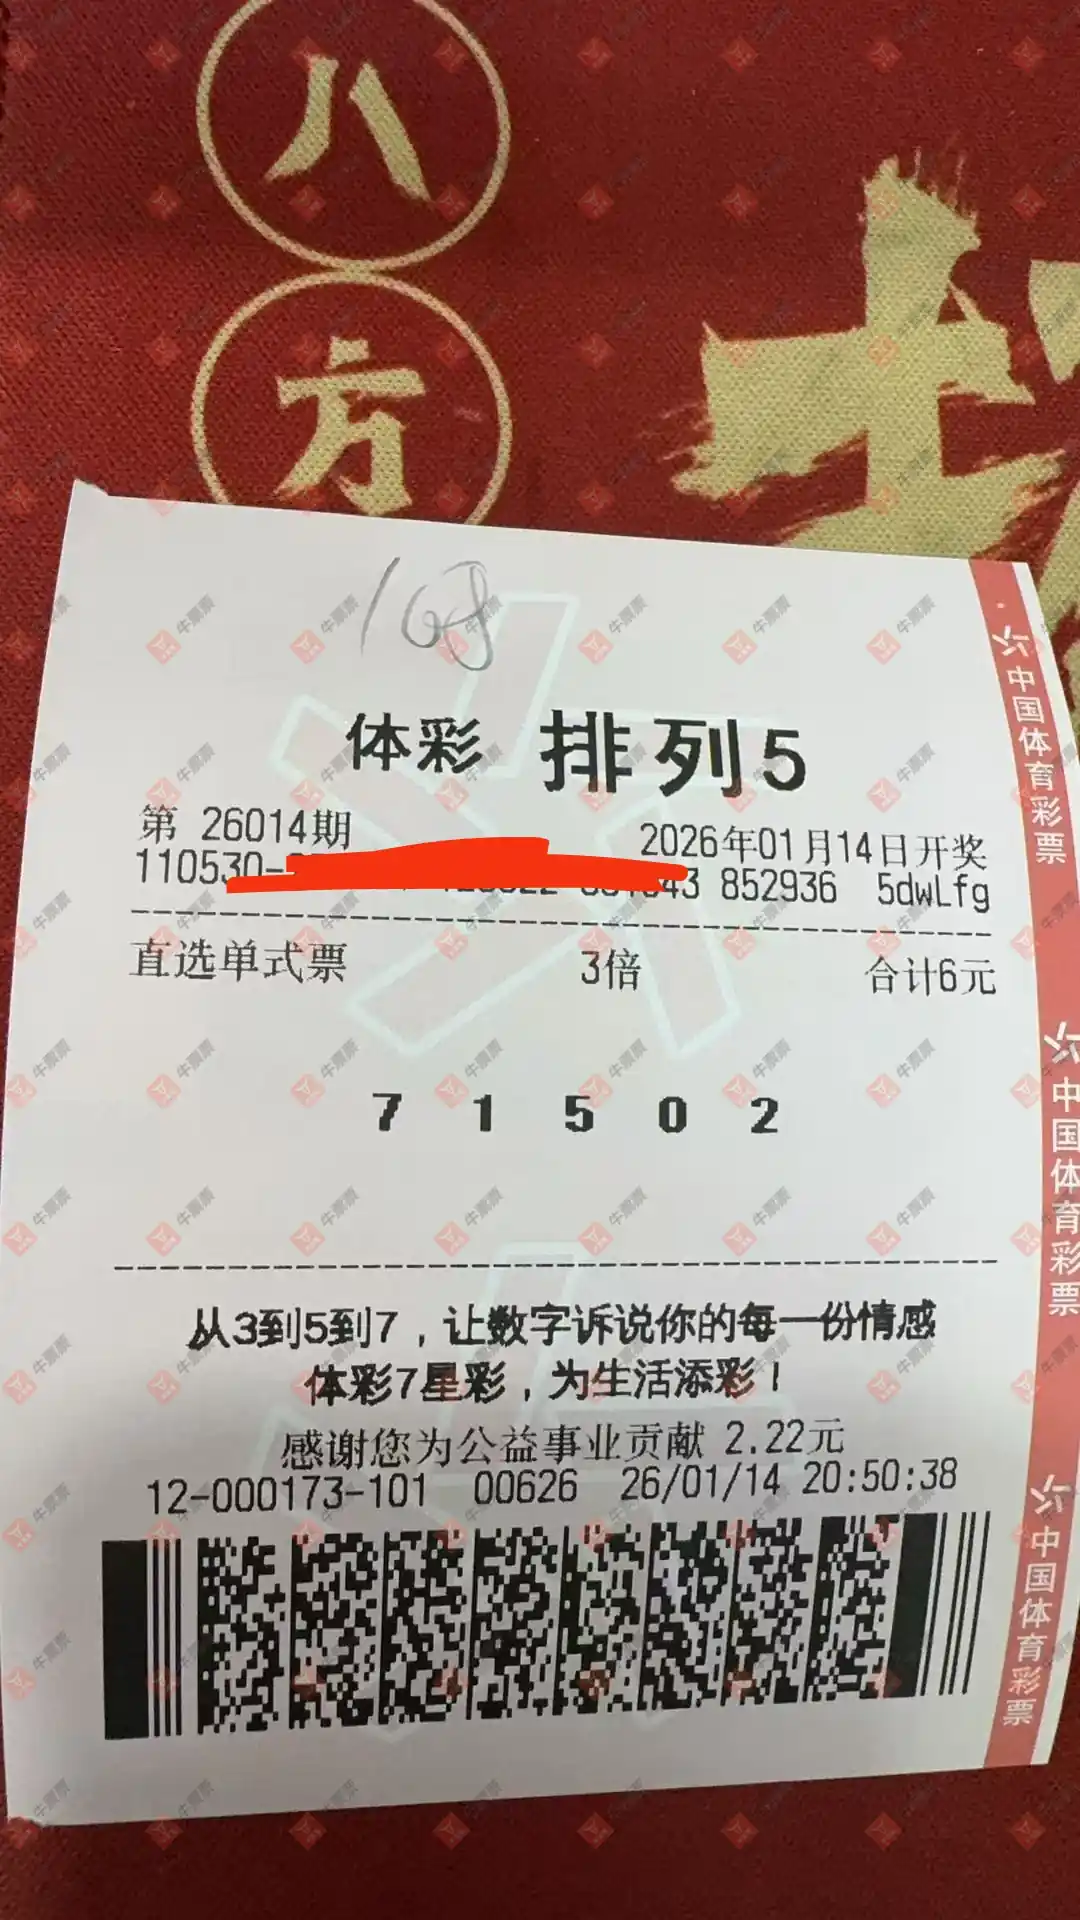 八
方
168
体彩 排列5
第 26014期 2026年01月14日开奖
110530- 43 852936 5dwLfg
直选单式票 3倍 合计6元
7 1 5 0 2
从3到5到7，让数字诉说你的每一份情感
体彩7星彩，为生活添彩！
感谢您为公益事业贡献 2.22元
12-000173-101 00626 26/01/14 20:50:38
中国体育彩票
中国体育彩票
中国体育彩票
牛票票